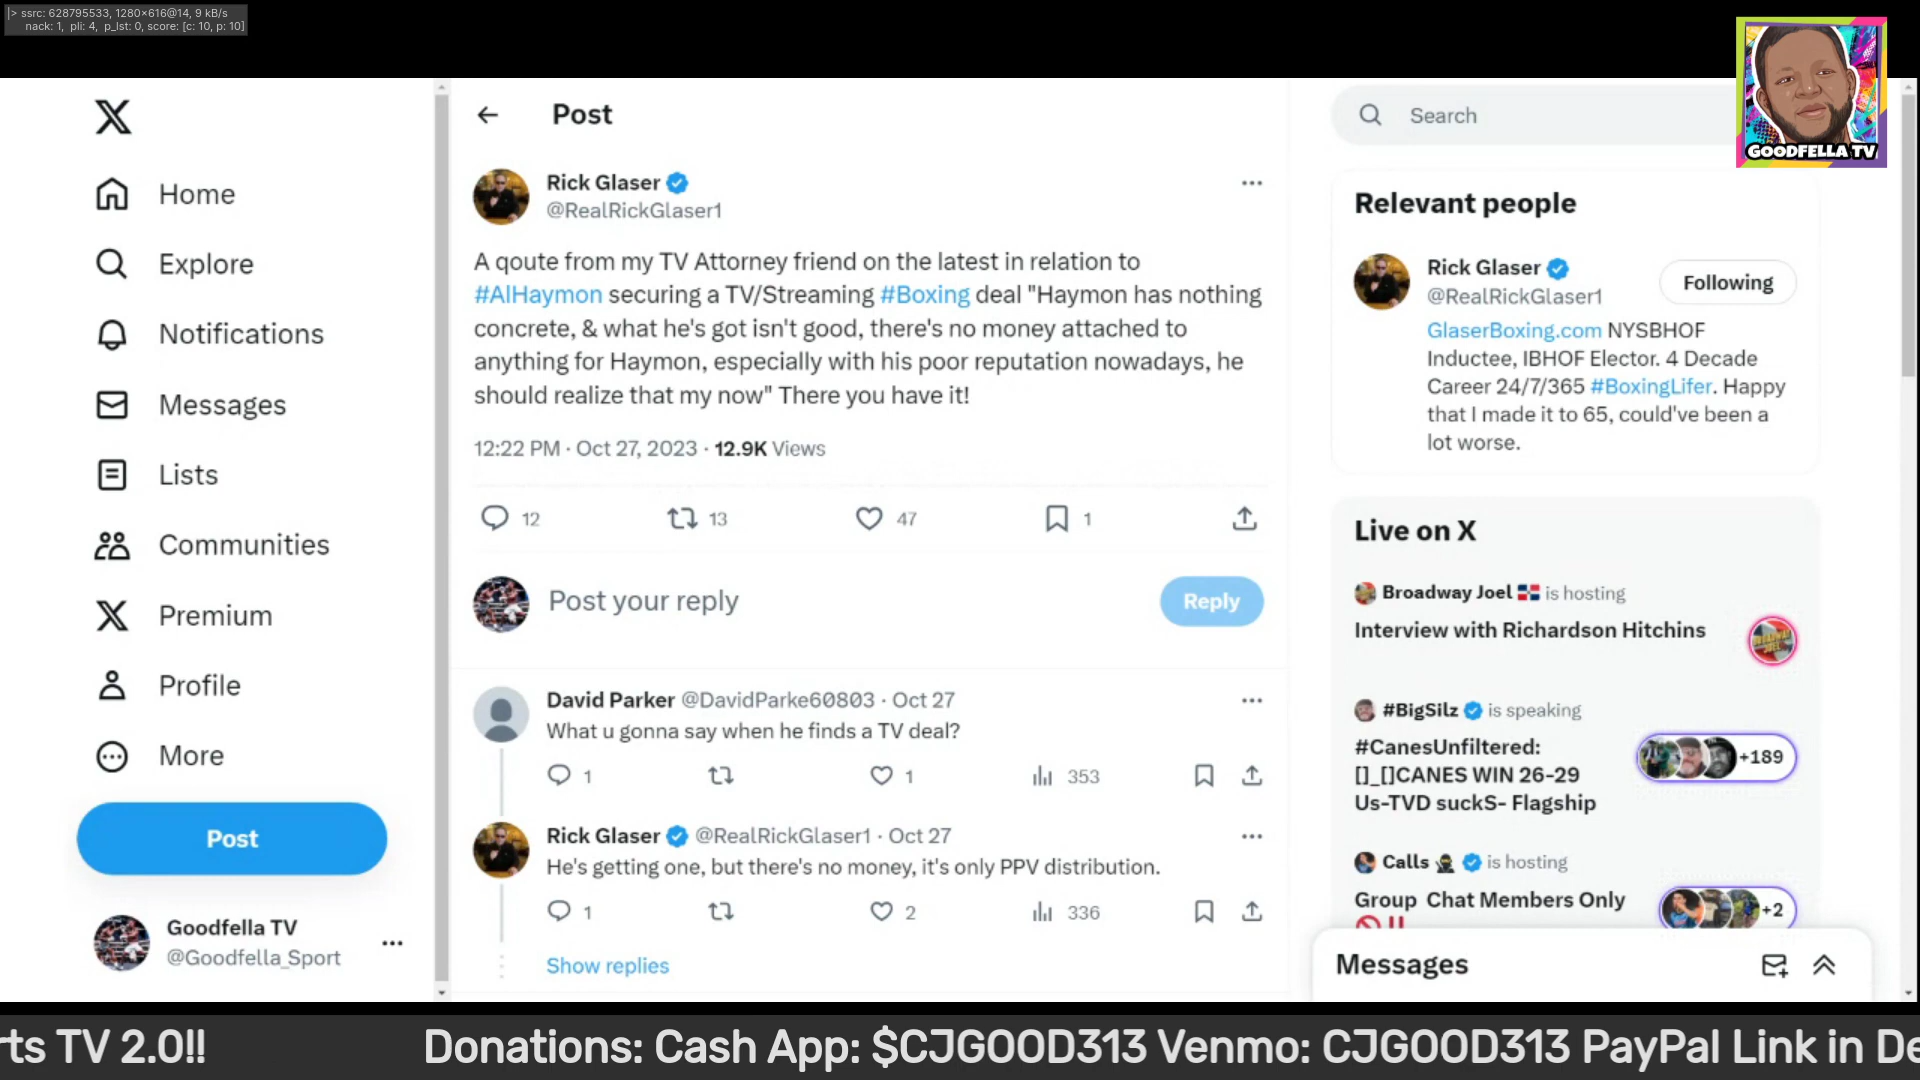 |> ssrc: 628795533, 1280×616@14, 9 kB/s
nack: 1, pli: 4, p_lst: 0, score: [c: 10, p: 10]
GOODFELLA TV
Home
Explore
Notifications
Messages
Lists
Communities
Premium
Profile
More
Post
Goodfella TV
@Goodfella_Sport
Post
Rick Glaser
@RealRickGlaser1
A qoute from my TV Attorney friend on the latest in relation to
#AlHaymon securing a TV/Streaming #Boxing deal "Haymon has nothing
concrete, & what he's got isn't good, there's no money attached to
anything for Haymon, especially with his poor reputation nowadays, he
should realize that my now" There you have it!
12:22 PM · Oct 27, 2023 · 12.9K Views
12 13 47 1
Post your reply
Reply
David Parker @DavidParke60803 · Oct 27
What u gonna say when he finds a TV deal?
1 1 353
Rick Glaser @RealRickGlaser1 · Oct 27
He's getting one, but there's no money, it's only PPV distribution.
1 2 336
Show replies
Search
Relevant people
Rick Glaser
@RealRickGlaser1
Following
GlaserBoxing.com NYSBHOF
Inductee, IBHOF Elector. 4 Decade
Career 24/7/365 #BoxingLifer. Happy
that I made it to 65, could've been a
lot worse.
Live on X
Broadway Joel is hosting
Interview with Richardson Hitchins
#BigSilz is speaking
#CanesUnfiltered:
[]_[]CANES WIN 26-29
Us-TVD suckS- Flagship
+189
Calls is hosting
Group Chat Members Only
+2
Messages
rts TV 2.0!! Donations: Cash App: $CJGOOD313 Venmo: CJGOOD313 PayPal Link in De